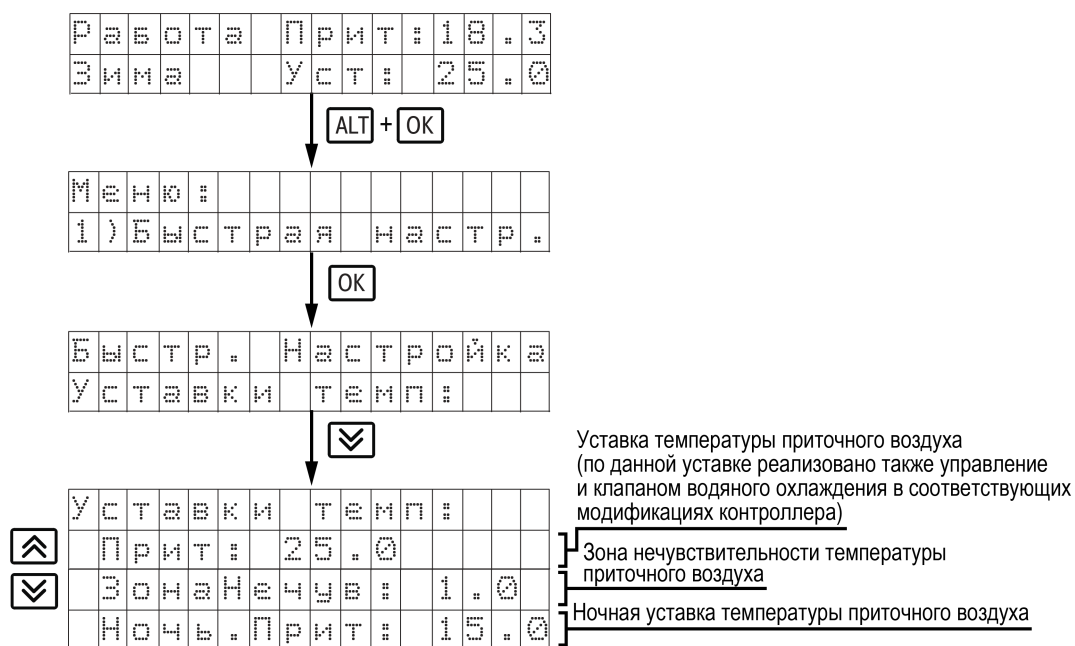 Работа Прит:18.3
Зима Уст: 25.0
ALT + OK
Меню:
1)Быстрая настр.
OK
Быстр. Настройка
Уставки темп:
Уставки темп:
Прит: 25.0
ЗонаНечув: 1.0
Ночь.Прит: 15.0
Уставка температуры приточного воздуха
(по данной уставке реализовано также управление
и клапаном водяного охлаждения в соответствующих
модификациях контроллера)
Зона нечувствительности температуры
приточного воздуха
Ночная уставка температуры приточного воздуха